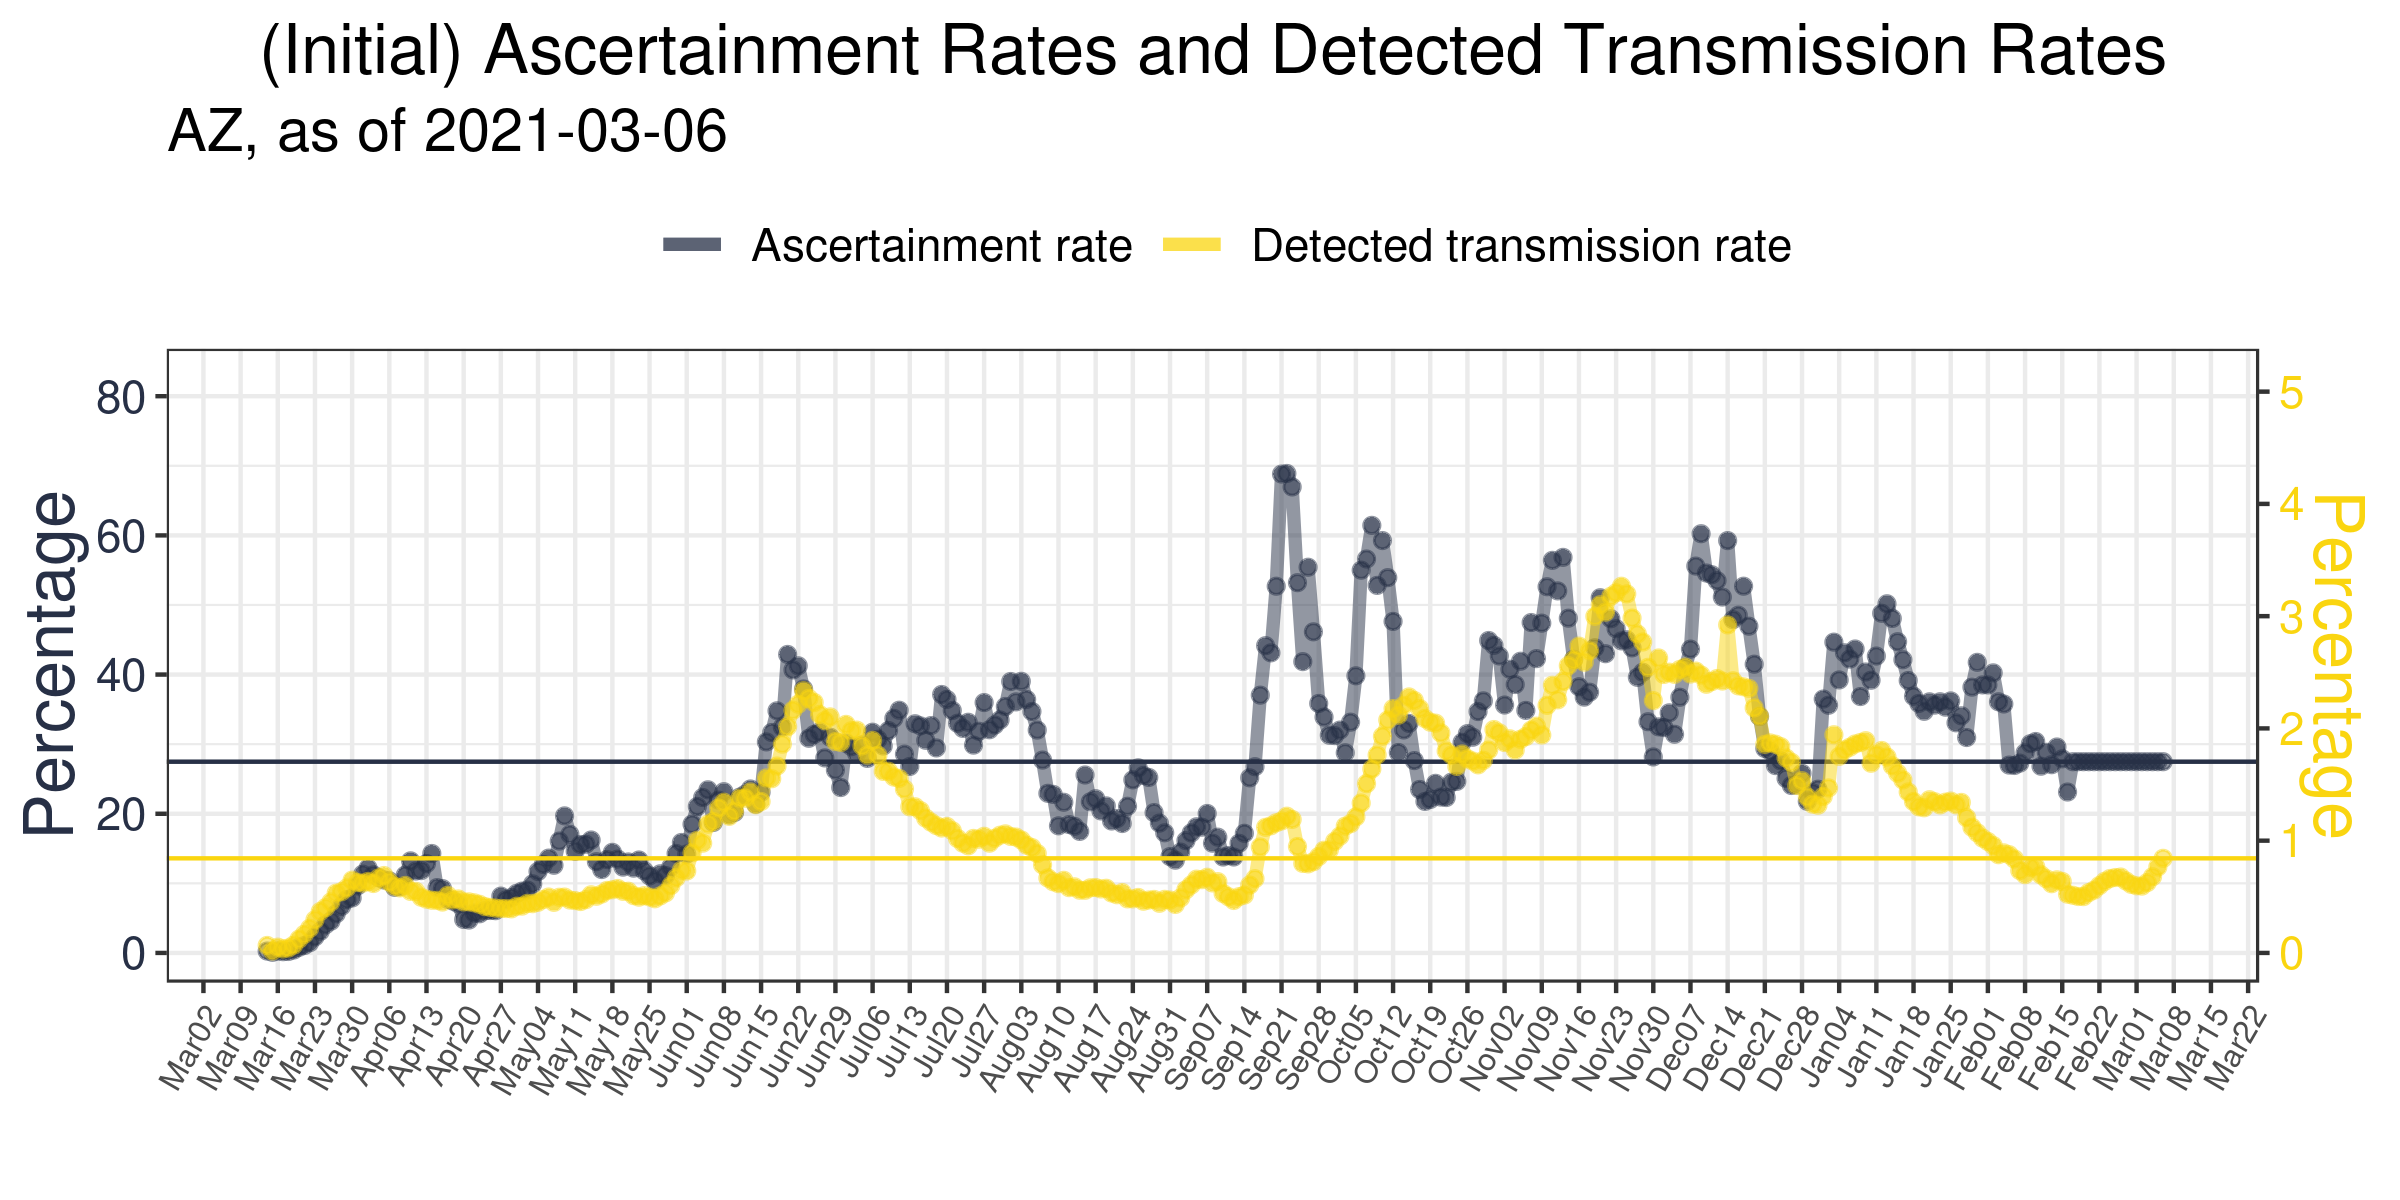 (Initial) Ascertainment Rates and Detected Transmission Rates
AZ, as of 2021-03-06
Ascertainment rate
Detected transmission rate
Percentage
80
60
40
20
0
5
4
3
2
1
0
Percentage
Mar02
Mar09
Mar16
Mar23
Mar30
Apr06
Apr13
Apr20
Apr27
May04
May11
May18
May25
Jun01
Jun08
Jun15
Jun22
Jun29
Jul06
Jul13
Jul20
Jul27
Aug03
Aug10
Aug17
Aug24
Aug31
Sep07
Sep14
Sep21
Sep28
Oct05
Oct12
Oct19
Oct26
Nov02
Nov09
Nov16
Nov23
Nov30
Dec07
Dec14
Dec21
Dec28
Jan04
Jan11
Jan18
Jan25
Feb01
Feb08
Feb15
Feb22
Mar01
Mar08
Mar15
Mar22